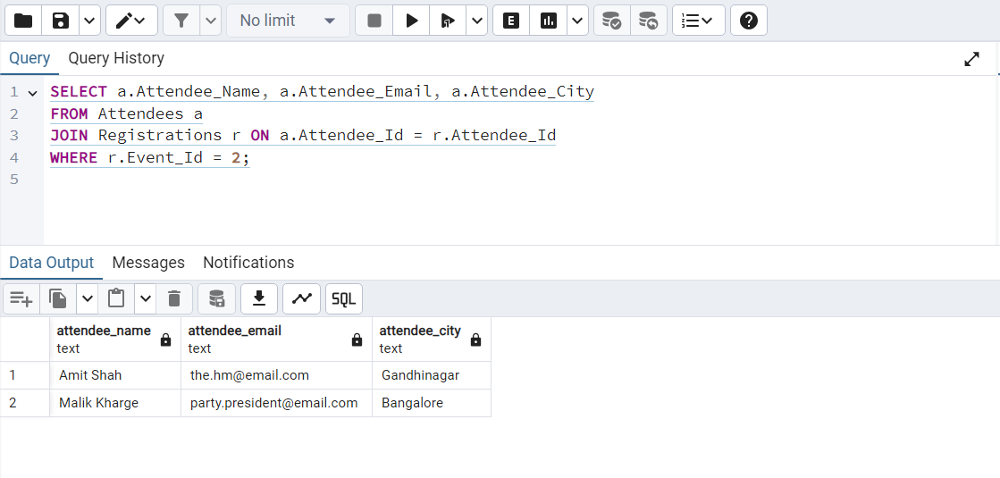 No limit
E
Query Query History
1 SELECT a.Attendee_Name, a.Attendee_Email, a.Attendee_City
2 FROM Attendees a
3 JOIN Registrations r ON a.Attendee_Id = r.Attendee_Id
4 WHERE r.Event_Id = 2;
5
Data Output Messages Notifications
SQL
attendee_name attendee_email attendee_city
text text text
1 Amit Shah the.hm@email.com Gandhinagar
2 Malik Kharge party.president@email.com Bangalore